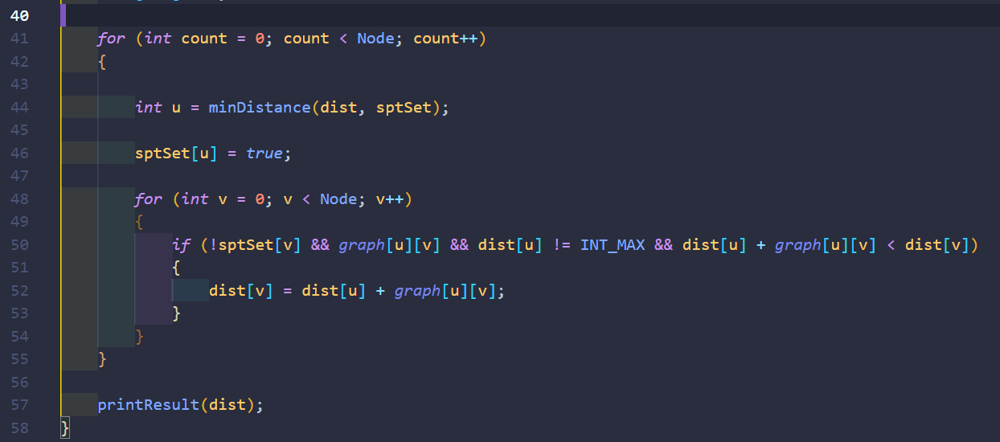 40
41 for (int count = 0; count < Node; count++)
42 {
43
44 int u = minDistance(dist, sptSet);
45
46 sptSet[u] = true;
47
48 for (int v = 0; v < Node; v++)
49 {
50 if (!sptSet[v] && graph[u][v] && dist[u] != INT_MAX && dist[u] + graph[u][v] < dist[v])
51 {
52 dist[v] = dist[u] + graph[u][v];
53 }
54 }
55 }
56
57 printResult(dist);
58 }